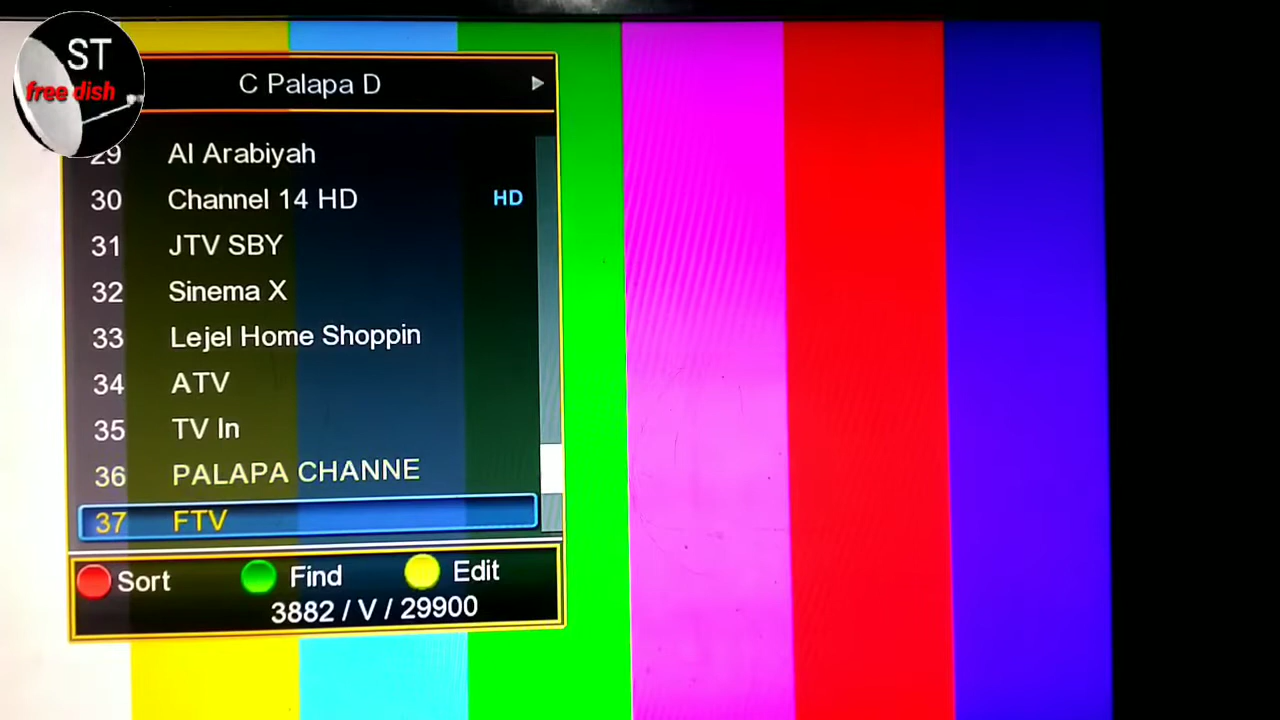 ST
free dish
C Palapa D
29 Al Arabiyah
30 Channel 14 HD HD
31 JTV SBY
32 Sinema X
33 Lejel Home Shoppin
34 ATV
35 TV In
36 PALAPA CHANNE
37 FTV
Sort Find Edit
3882 / V / 29900